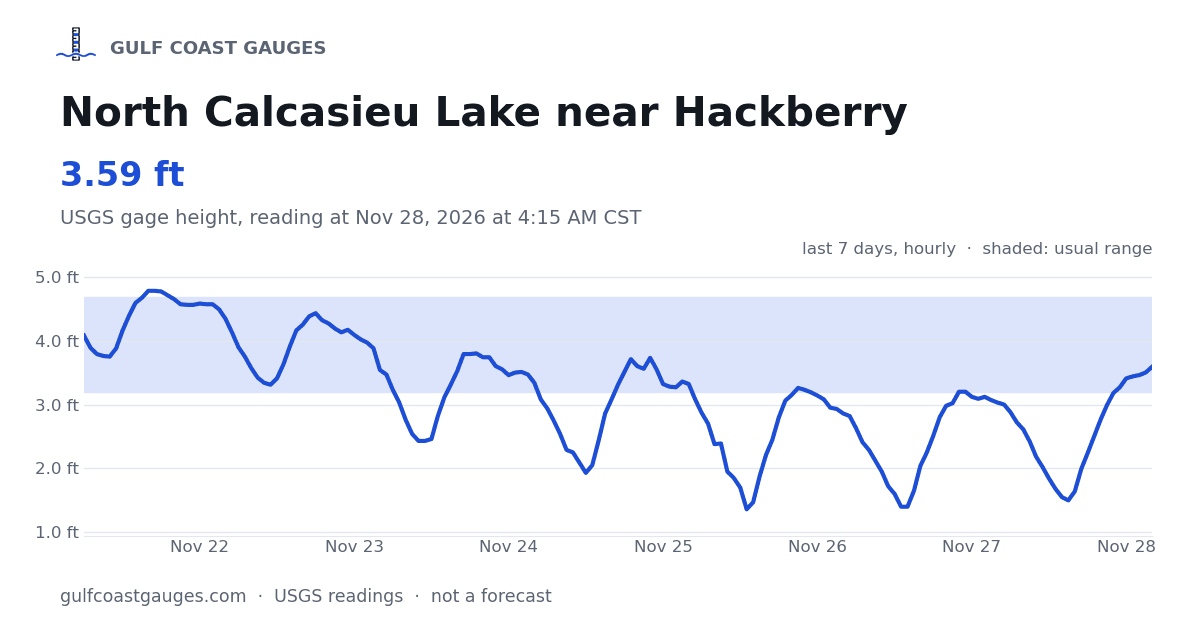 GULF COAST GAUGES
North Calcasieu Lake near Hackberry
3.59 ft
USGS gage height, reading at Nov 28, 2026 at 4:15 AM CST
last 7 days, hourly · shaded: usual range
5.0 ft
4.0 ft
3.0 ft
2.0 ft
1.0 ft
Nov 22 Nov 23 Nov 24 Nov 25 Nov 26 Nov 27 Nov 28
gulfcoastgauges.com · USGS readings · not a forecast